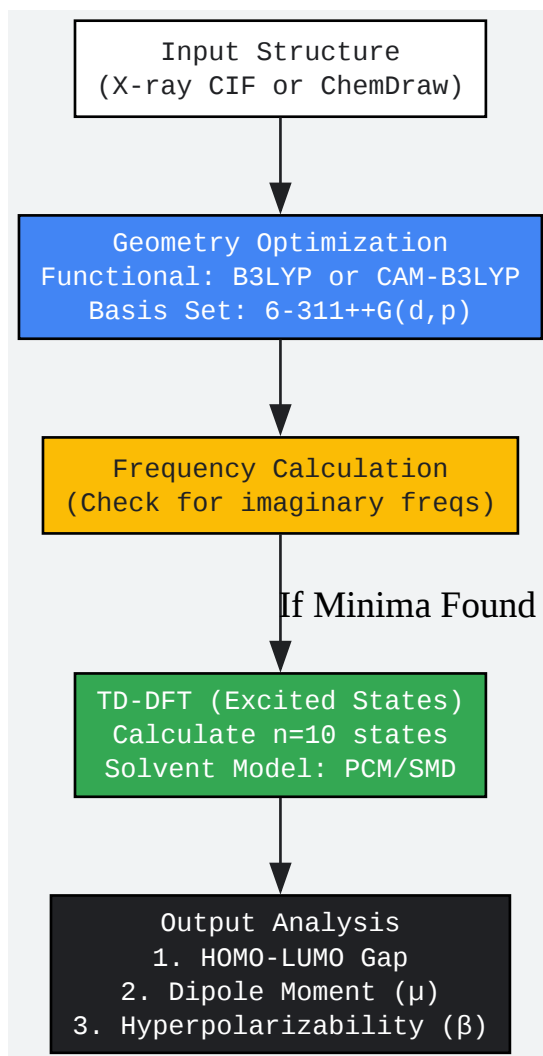 Input Structure
(X-ray CIF or ChemDraw)
Geometry Optimization
Functional: B3LYP or CAM-B3LYP
Basis Set: 6-311++G(d,p)
Frequency Calculation
(Check for imaginary freqs)
If Minima Found
TD-DFT (Excited States)
Calculate n=10 states
Solvent Model: PCM/SMD
Output Analysis
1. HOMO-LUMO Gap
2. Dipole Moment (μ)
3. Hyperpolarizability (β)